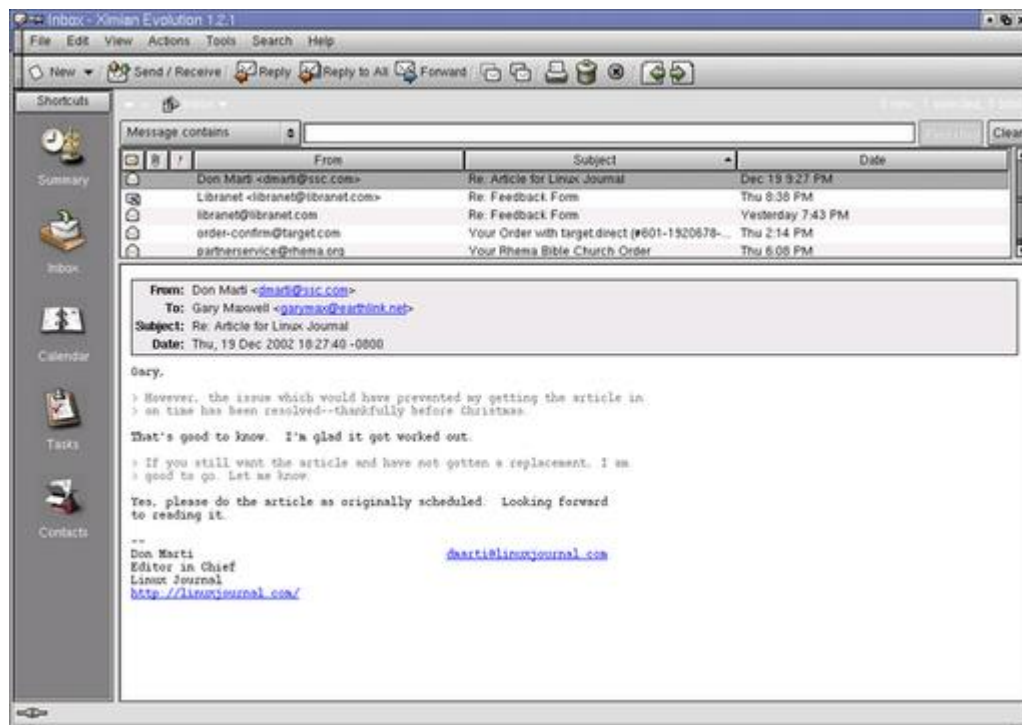 Inbox - Ximian Evolution 1.2.1
File Edit View Actions Tools Search Help
New Send / Receive Reply Reply to All Forward
Shortcuts
Message contains Clear
From Subject Date
Don Marti <dmarti@ssc.com> Re: Article for Linux Journal Dec 19 9:27 PM
Libranet <libranet@libranet.com> Re: Feedback Form Thu 8:38 PM
libranet@libranet.com Re: Feedback Form Yesterday 7:43 PM
order-confirm@target.com Your Order with target.direct (#601-1920678-... Thu 2:14 PM
partnerservice@rhema.org Your Rhema Bible Church Order Thu 6:08 PM
Summary
Inbox
Calendar
Tasks
Contacts
From: Don Marti <dmarti@ssc.com>
To: Gary Maxwell <garymax@earthlink.net>
Subject: Re: Article for Linux Journal
Date: Thu, 19 Dec 2002 18:27:40 -0800
Gary,
> However, the issue which would have prevented my getting the article in
> on time has been resolved--thankfully before Christmas.
That's good to know. I'm glad it got worked out.
> If you still want the article and have not gotten a replacement, I am
> good to go. Let me know.
Yes, please do the article as originally scheduled. Looking forward
to reading it.
--
Don Marti dmarti@linuxjournal.com
Editor in Chief
Linux Journal
http://linuxjournal.com/